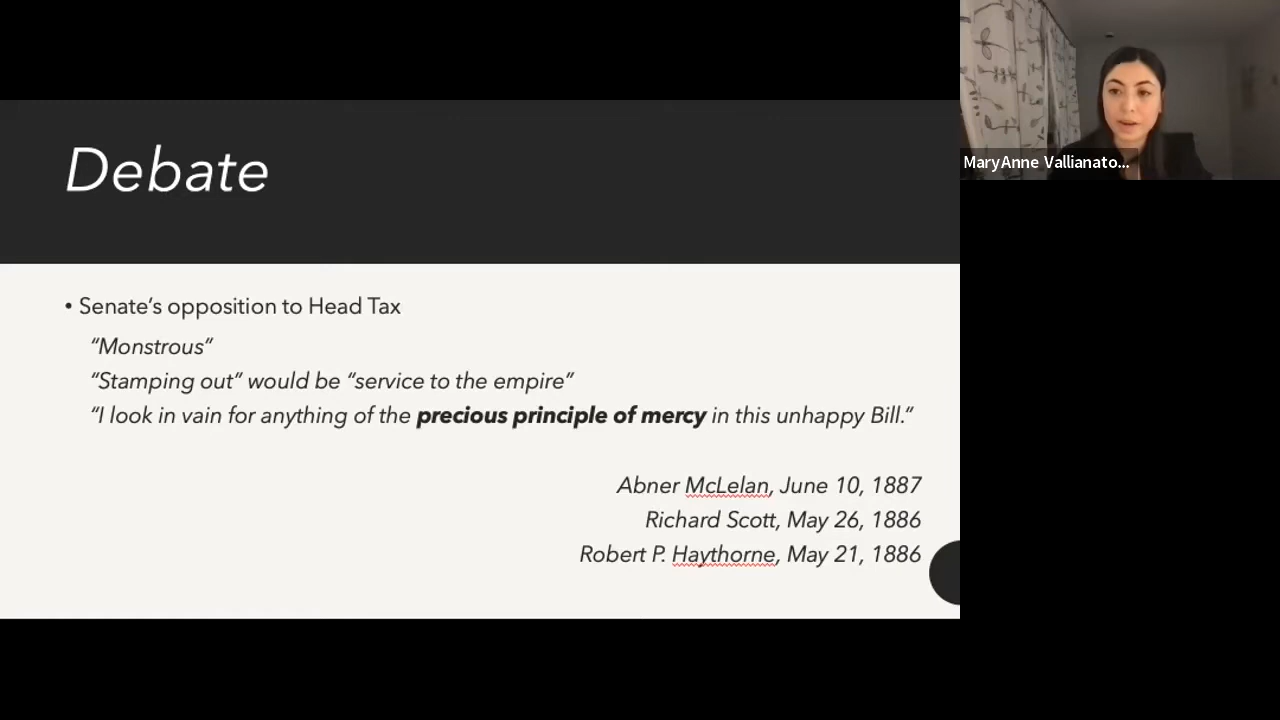 Debate
• Senate's opposition to Head Tax
“Monstrous”
“Stamping out” would be “service to the empire”
“I look in vain for anything of the precious principle of mercy in this unhappy Bill.”
Abner McLelan, June 10, 1887
Richard Scott, May 26, 1886
Robert P. Haythorne, May 21, 1886
MaryAnne Vallianato...